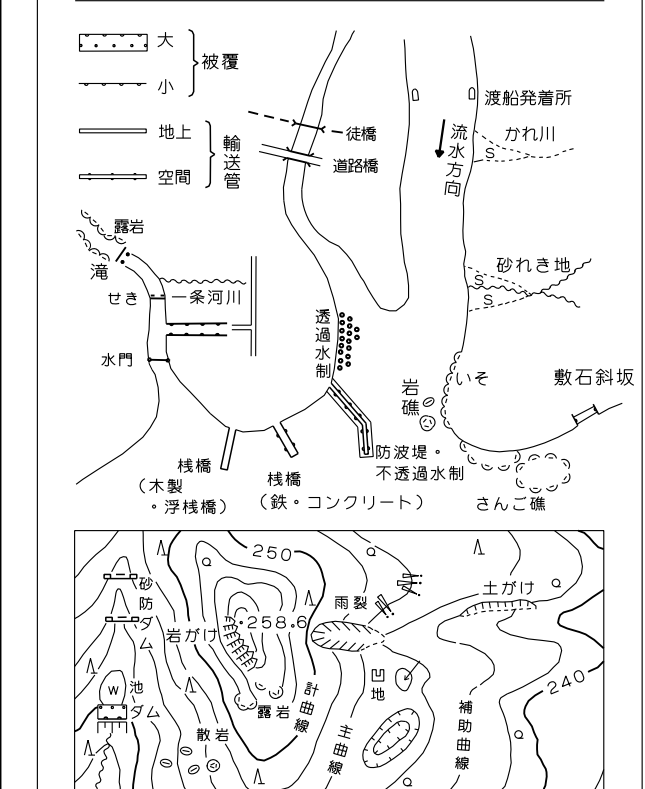 大
小
被覆
地上
空間
輸送管
徒橋
道路橋
渡船発着所
流水方向
かれ川
S
砂れき地
S
S
露岩
滝
せき
一条河川
水門
透過水制
岩礁
いそ
敷石斜坂
桟橋
(木製
・浮桟橋)
桟橋
(鉄・コンクリート)
防波堤・
不透過水制
さんご礁
250
砂防ダム
岩がけ
・258.6
雨裂
土がけ
凹地
240
W
池
ダム
露岩
計曲線
散岩
主曲線
補助曲線